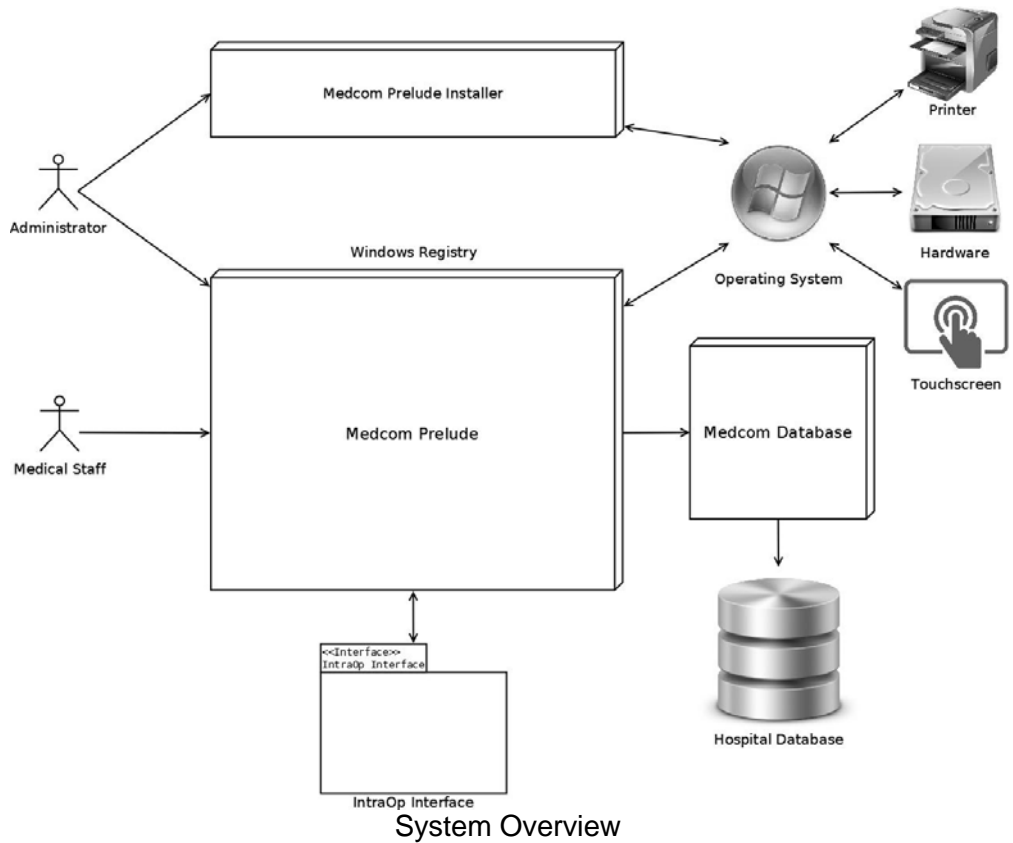 Medcom Prelude Installer
Printer
Administrator
Hardware
Windows Registry
Operating System
Touchscreen
Medcom Prelude
Medcom Database
Medical Staff
<<Interface>>
IntraOp Interface
Hospital Database
IntraOp Interface
System Overview